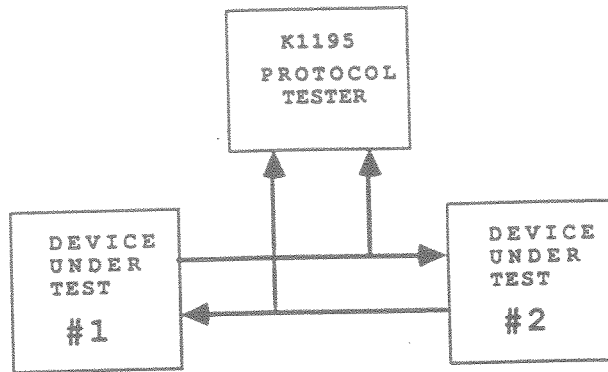 K1195
PROTOCOL
TESTER
DEVICE
UNDER
TEST
#1
DEVICE
UNDER
TEST
#2